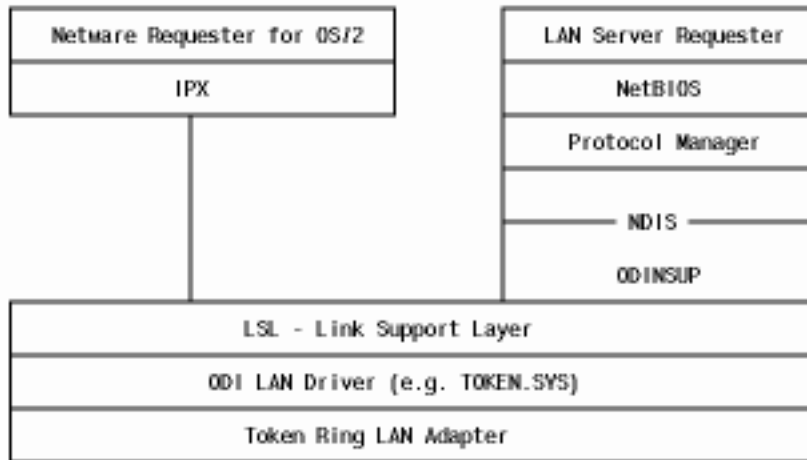 Netware Requester for OS/2
IPX
LAN Server Requester
NetBIOS
Protocol Manager
NDIS
ODINSUP
LSL - Link Support Layer
ODI LAN Driver (e.g. TOKEN.SYS)
Token Ring LAN Adapter